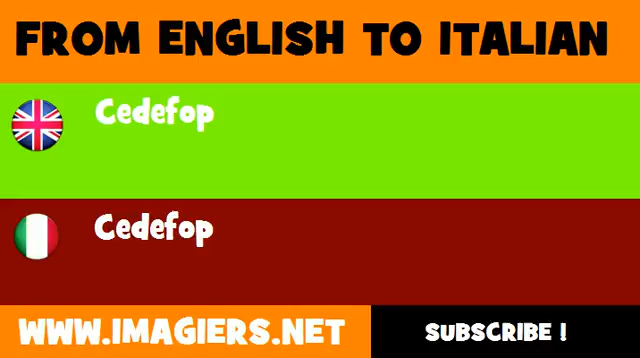 FROM ENGLISH TO ITALIAN
Cedefop
Cedefop
WWW.IMAGIERS.NET
SUBSCRIBE !